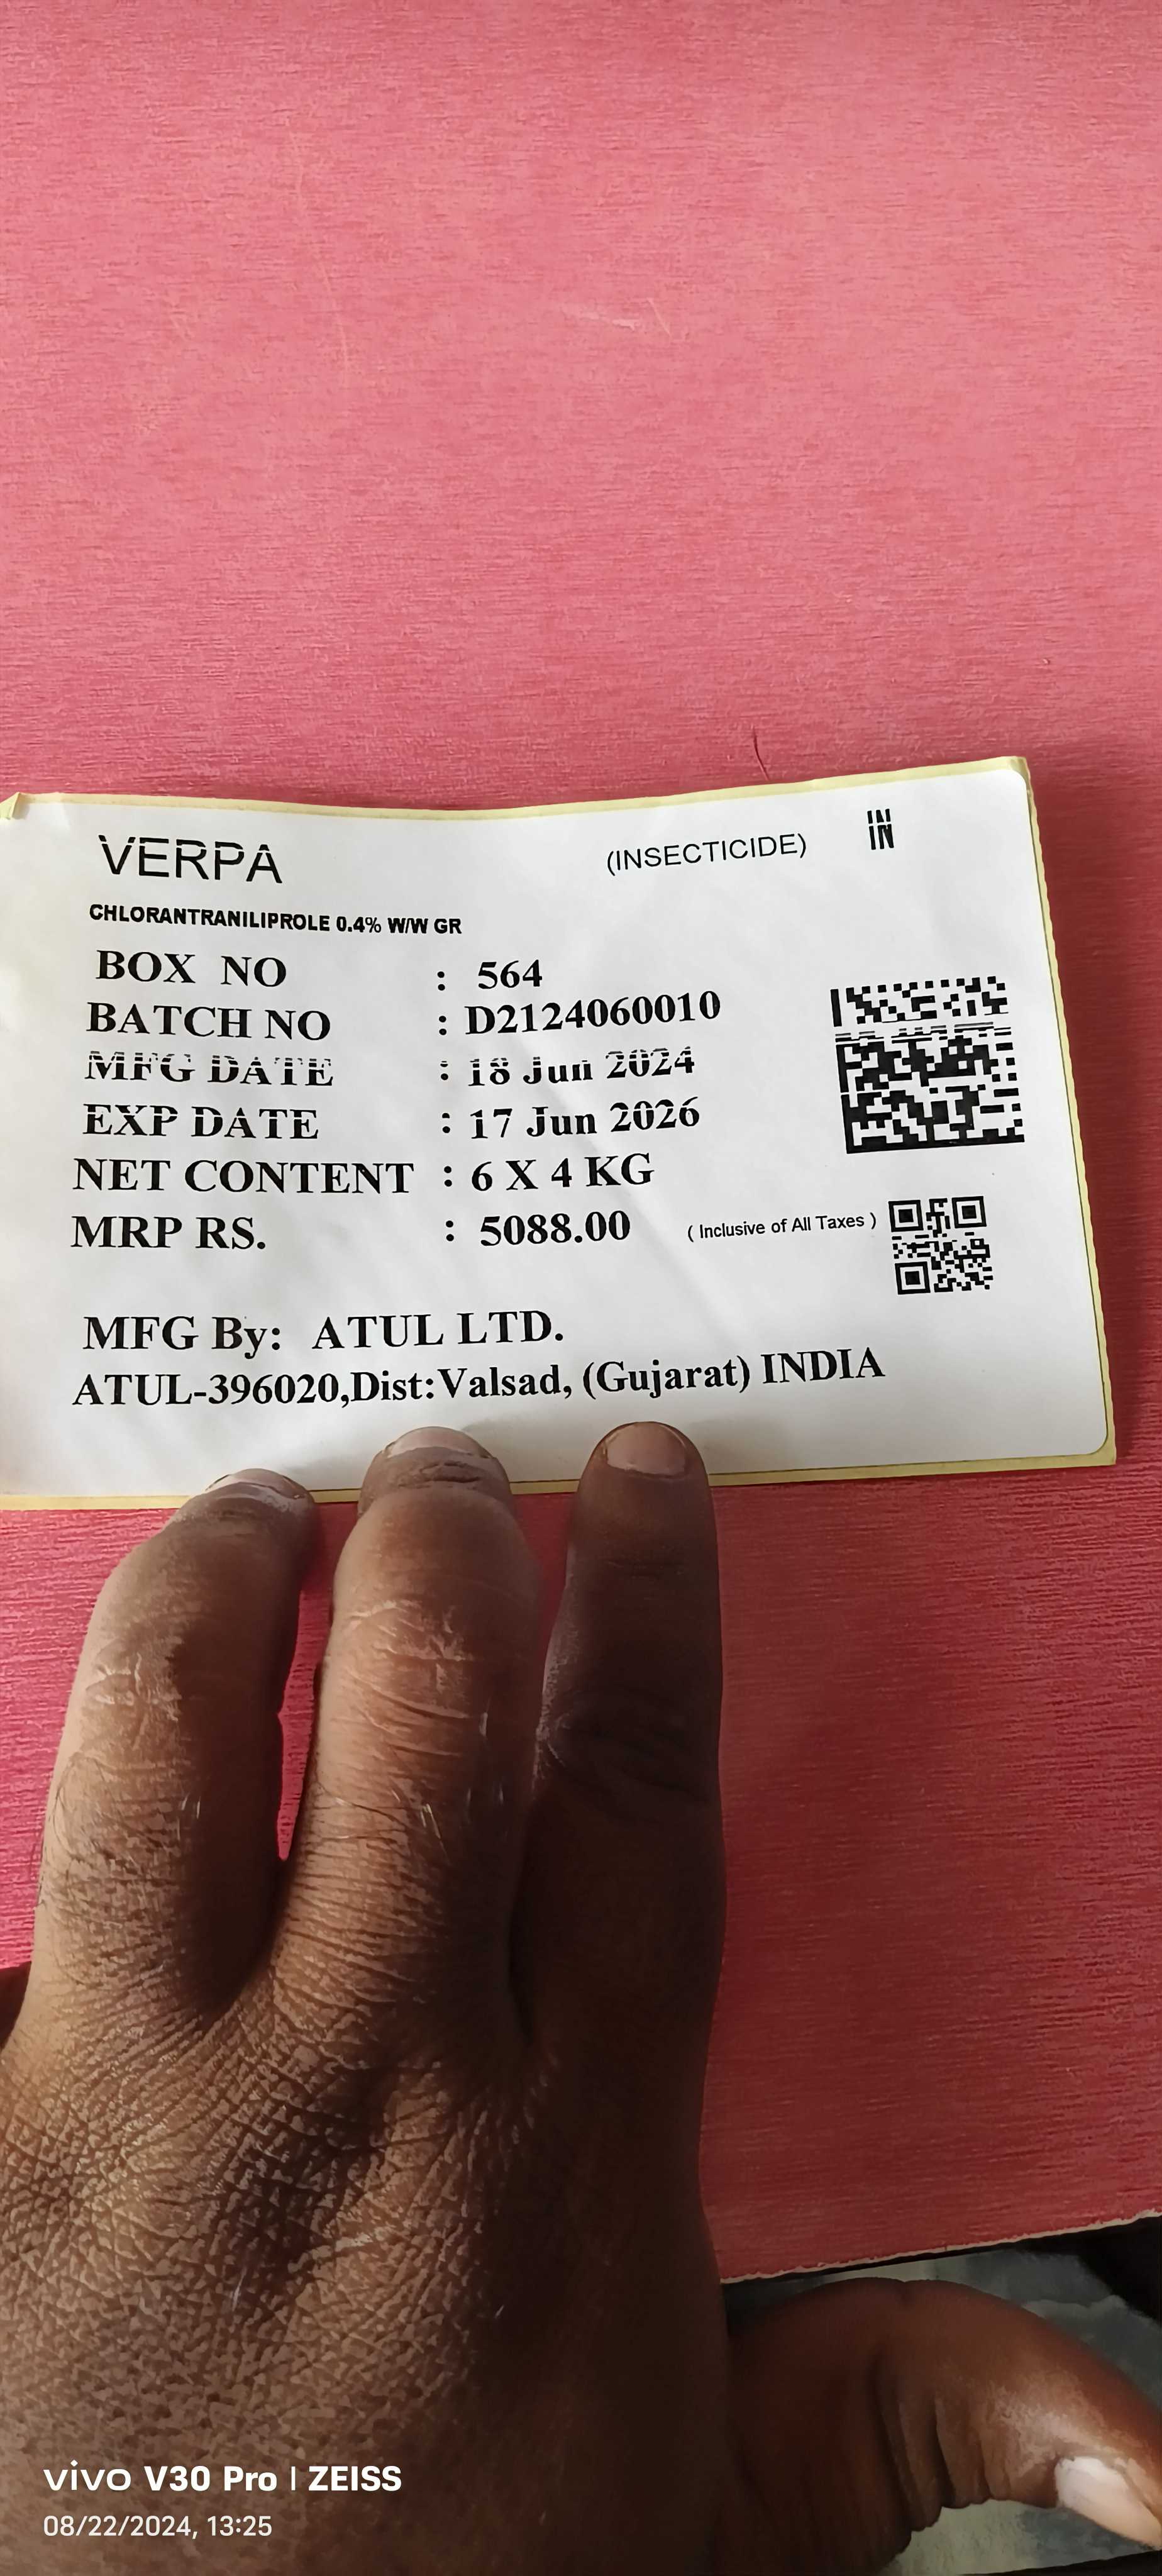 VERPA (INSECTICIDE) IN
CHLORANTRANILIPROLE 0.4% W/W GR
BOX NO : 564
BATCH NO : D2124060010
MFG DATE : 18 Jun 2024
EXP DATE : 17 Jun 2026
NET CONTENT : 6 X 4 KG
MRP RS. : 5088.00 ( Inclusive of All Taxes )
MFG By: ATUL LTD.
ATUL-396020,Dist:Valsad, (Gujarat) INDIA
vivo V30 Pro | ZEISS
08/22/2024, 13:25